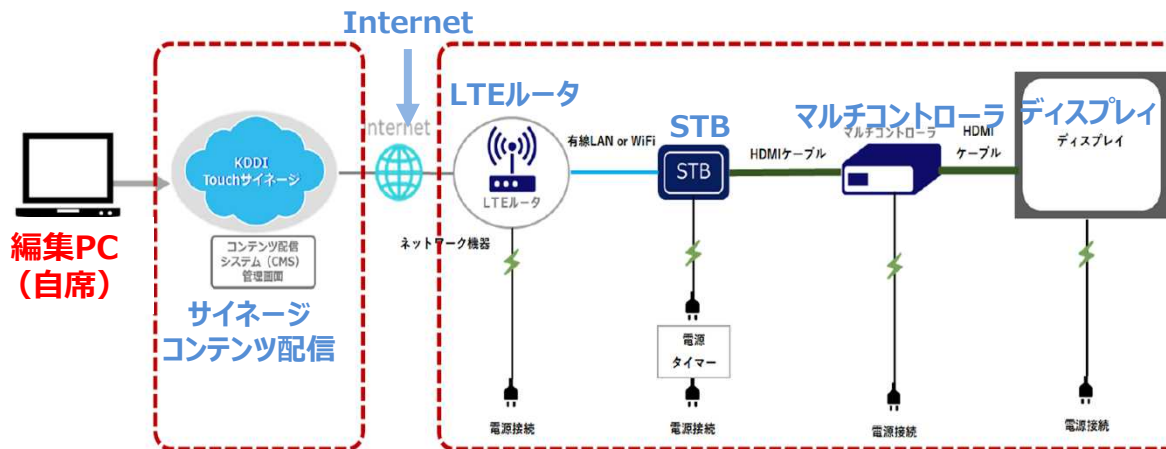 Internet
nternet
LTEルータ
有線LAN or WiFi
STB
マルチコントローラ
マルチコントローラ
HDMI
ケーブル
ディスプレイ
ディスプレイ
KDDI
Touchサイネージ
LTEルータ
STB
HDMIケーブル
編集PC
（自席）
コンテンツ配信
システム（CMS）
管理画面
ネットワーク機器
サイネージ
コンテンツ配信
電源
タイマー
電源接続
電源接続
電源接続
電源接続